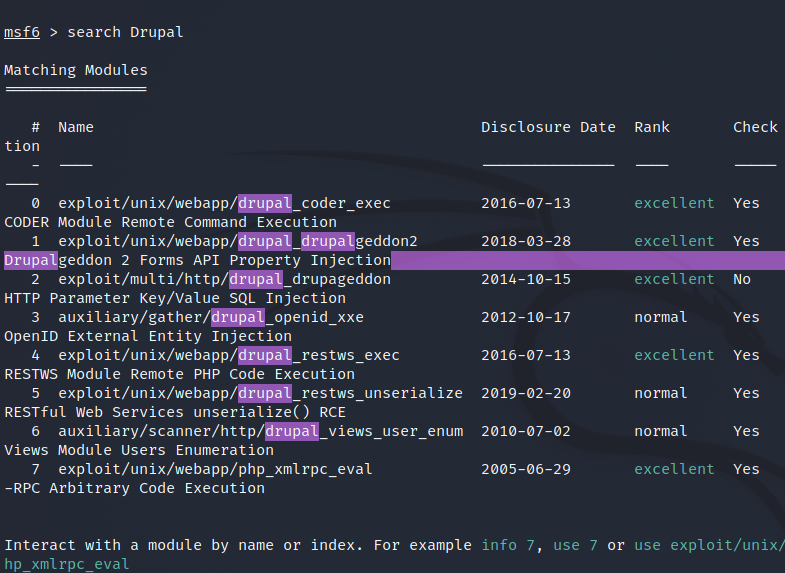 msf6 > search Drupal
Matching Modules
================
# Name Disclosure Date Rank Check
tion
- ---- --------------- ---- -----
----
0 exploit/unix/webapp/drupal_coder_exec 2016-07-13 excellent Yes
CODER Module Remote Command Execution
1 exploit/unix/webapp/drupal_drupalgeddon2 2018-03-28 excellent Yes
Drupalgeddon 2 Forms API Property Injection
2 exploit/multi/http/drupal_drupageddon 2014-10-15 excellent No
HTTP Parameter Key/Value SQL Injection
3 auxiliary/gather/drupal_openid_xxe 2012-10-17 normal Yes
OpenID External Entity Injection
4 exploit/unix/webapp/drupal_restws_exec 2016-07-13 excellent Yes
RESTWS Module Remote PHP Code Execution
5 exploit/unix/webapp/drupal_restws_unserialize 2019-02-20 normal Yes
RESTful Web Services unserialize() RCE
6 auxiliary/scanner/http/drupal_views_user_enum 2010-07-02 normal Yes
Views Module Users Enumeration
7 exploit/unix/webapp/php_xmlrpc_eval 2005-06-29 excellent Yes
-RPC Arbitrary Code Execution
Interact with a module by name or index. For example info 7, use 7 or use exploit/unix/
hp_xmlrpc_eval